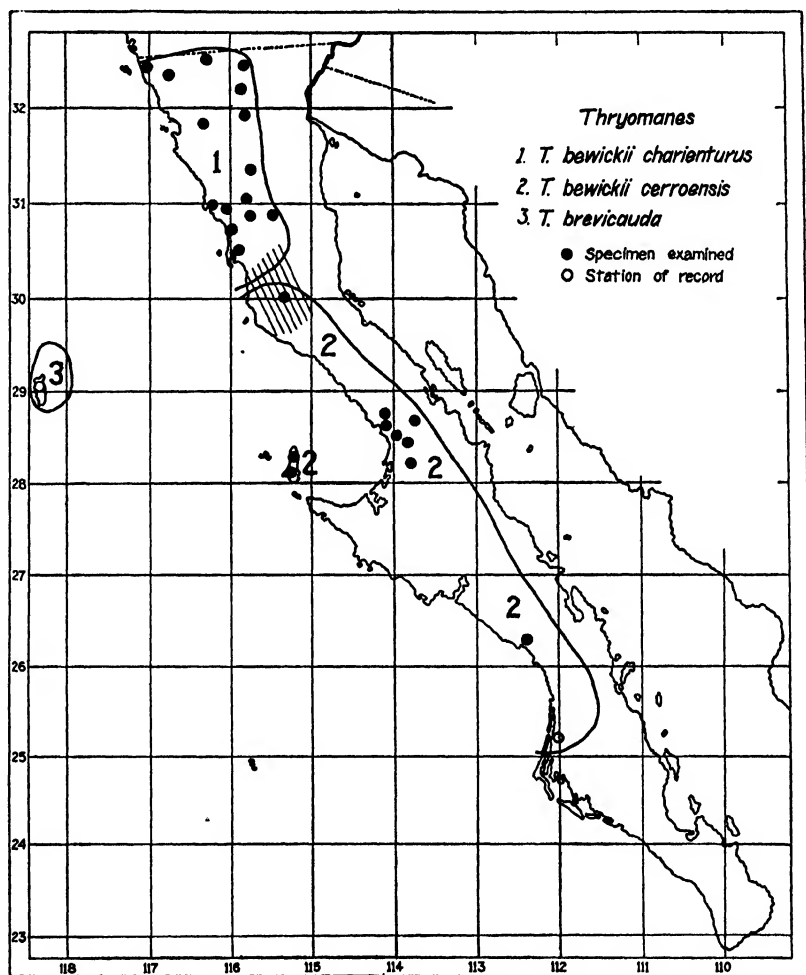 Thryomanes
1. T. bewickii charienturus
2. T. bewickii cerroensis
3. T. brevicauda
● Specimen examined
○ Station of record
32
1
31
30
2
29
3
28
2
2
27
2
26
25
24
23
118 117 116 115 114 113 112 111 110